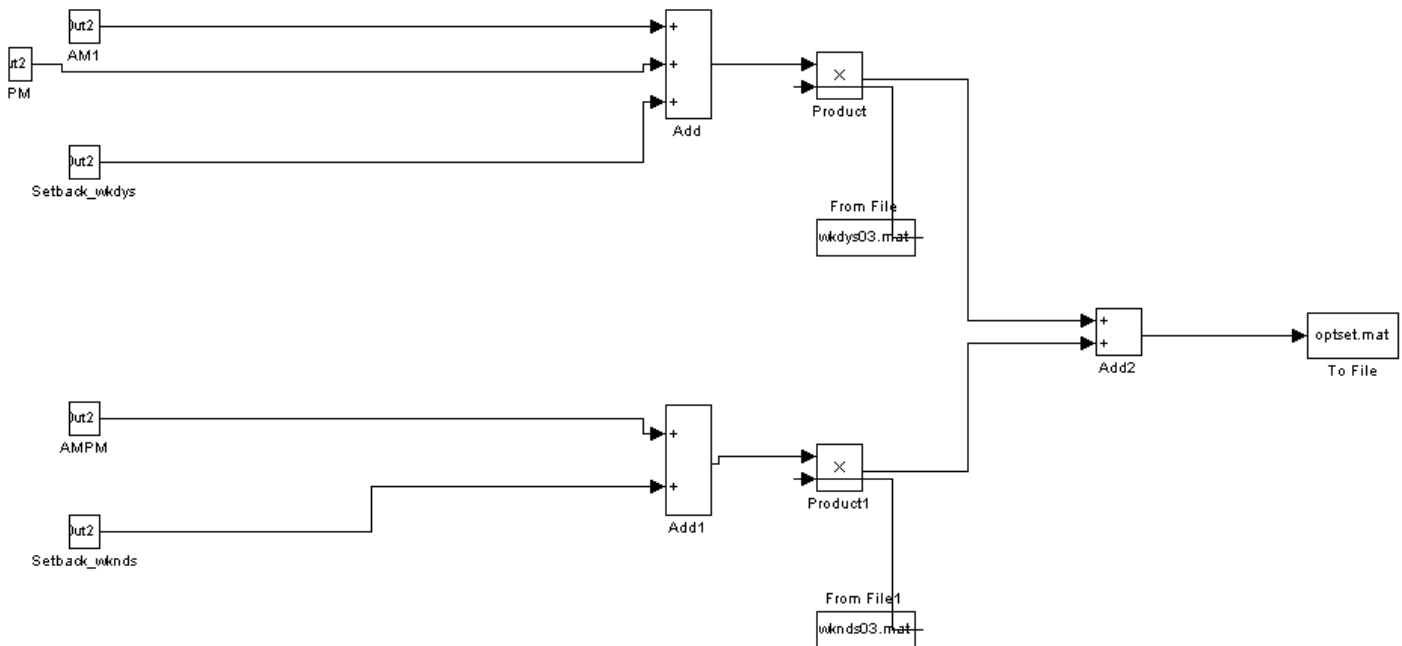 Out2
AM1
Out2
PM
Out2
Setback_wkdys
+
+
+
Add
×
Product
From File
wkdys03.mat
+
+
Add2
optset.mat
To File
Out2
AMPM
Out2
Setback_wknds
+
+
Add1
×
Product1
From File1
wknds03.mat